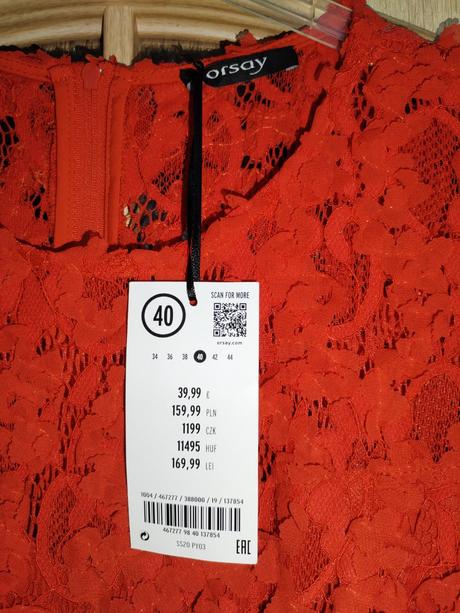 orsay
40
SCAN FOR MORE
orsay.com
34 36 38 40 42 44
39,99 €
159,99 PLN
1199 CZK
11495 HUF
169,99 LEI
1004 / 467277 / 388000 / 19 / 137854
467277 98 40 137854
SS20 PY03
EAC